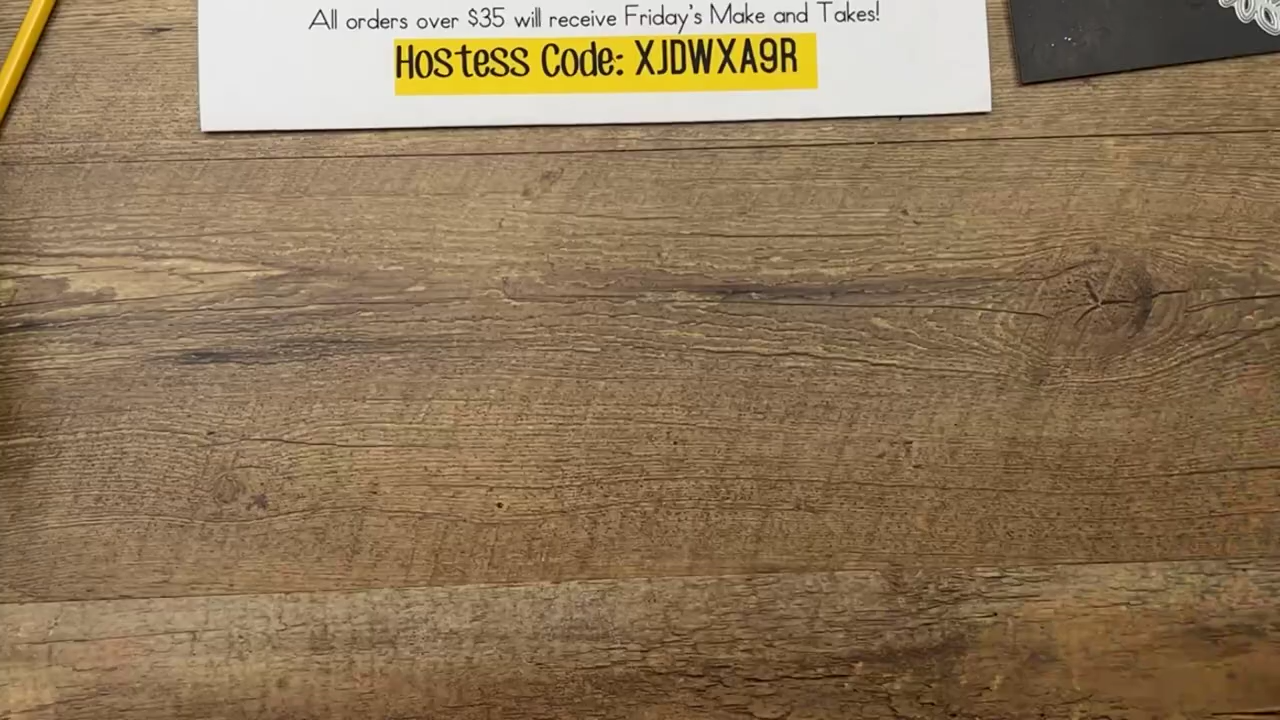 All orders over $35 will receive Friday's Make and Takes!
Hostess Code: XJDWXA9R